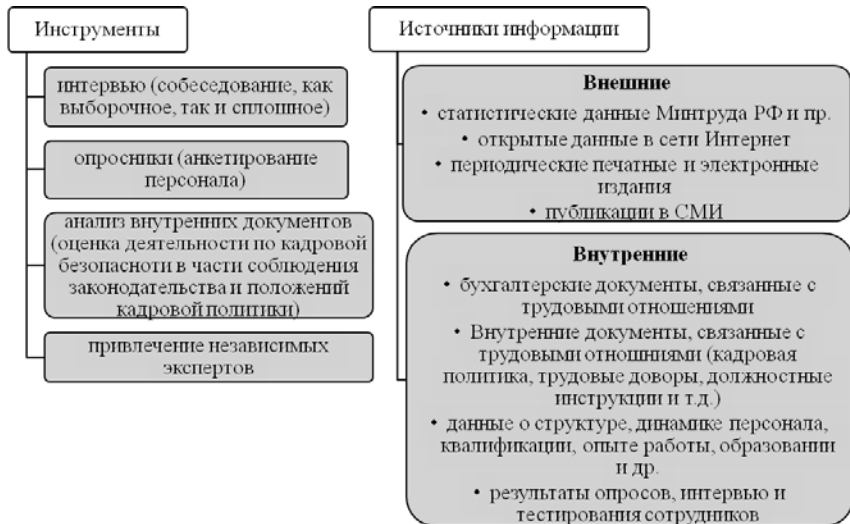 Инструменты
интервью (собеседование, как
выборочное, так и сплошное)
опросники (анкетирование
персонала)
анализ внутренних документов
(оценка деятельности по кадровой
безопасноти в части соблюдения
законодательства и положений
кадровой политики)
привлечение независимых
экспертов
Источники информации
Внешние
• статистические данные Минтруда РФ и пр.
• открытые данные в сети Интернет
• периодические печатные и электронные
издания
• публикации в СМИ
Внутренние
• бухгалтерские документы, связанные с
трудовыми отношениями
• Внутренние документы, связанные с
трудовыми отношниями (кадровая
политика, трудовые доворы, должностные
инструкции и т.д.)
• данные о структуре, динамике персонала,
квалификации, опыте работы, образовании
и др.
• результаты опросов, интервью и
тестирования сотрудников